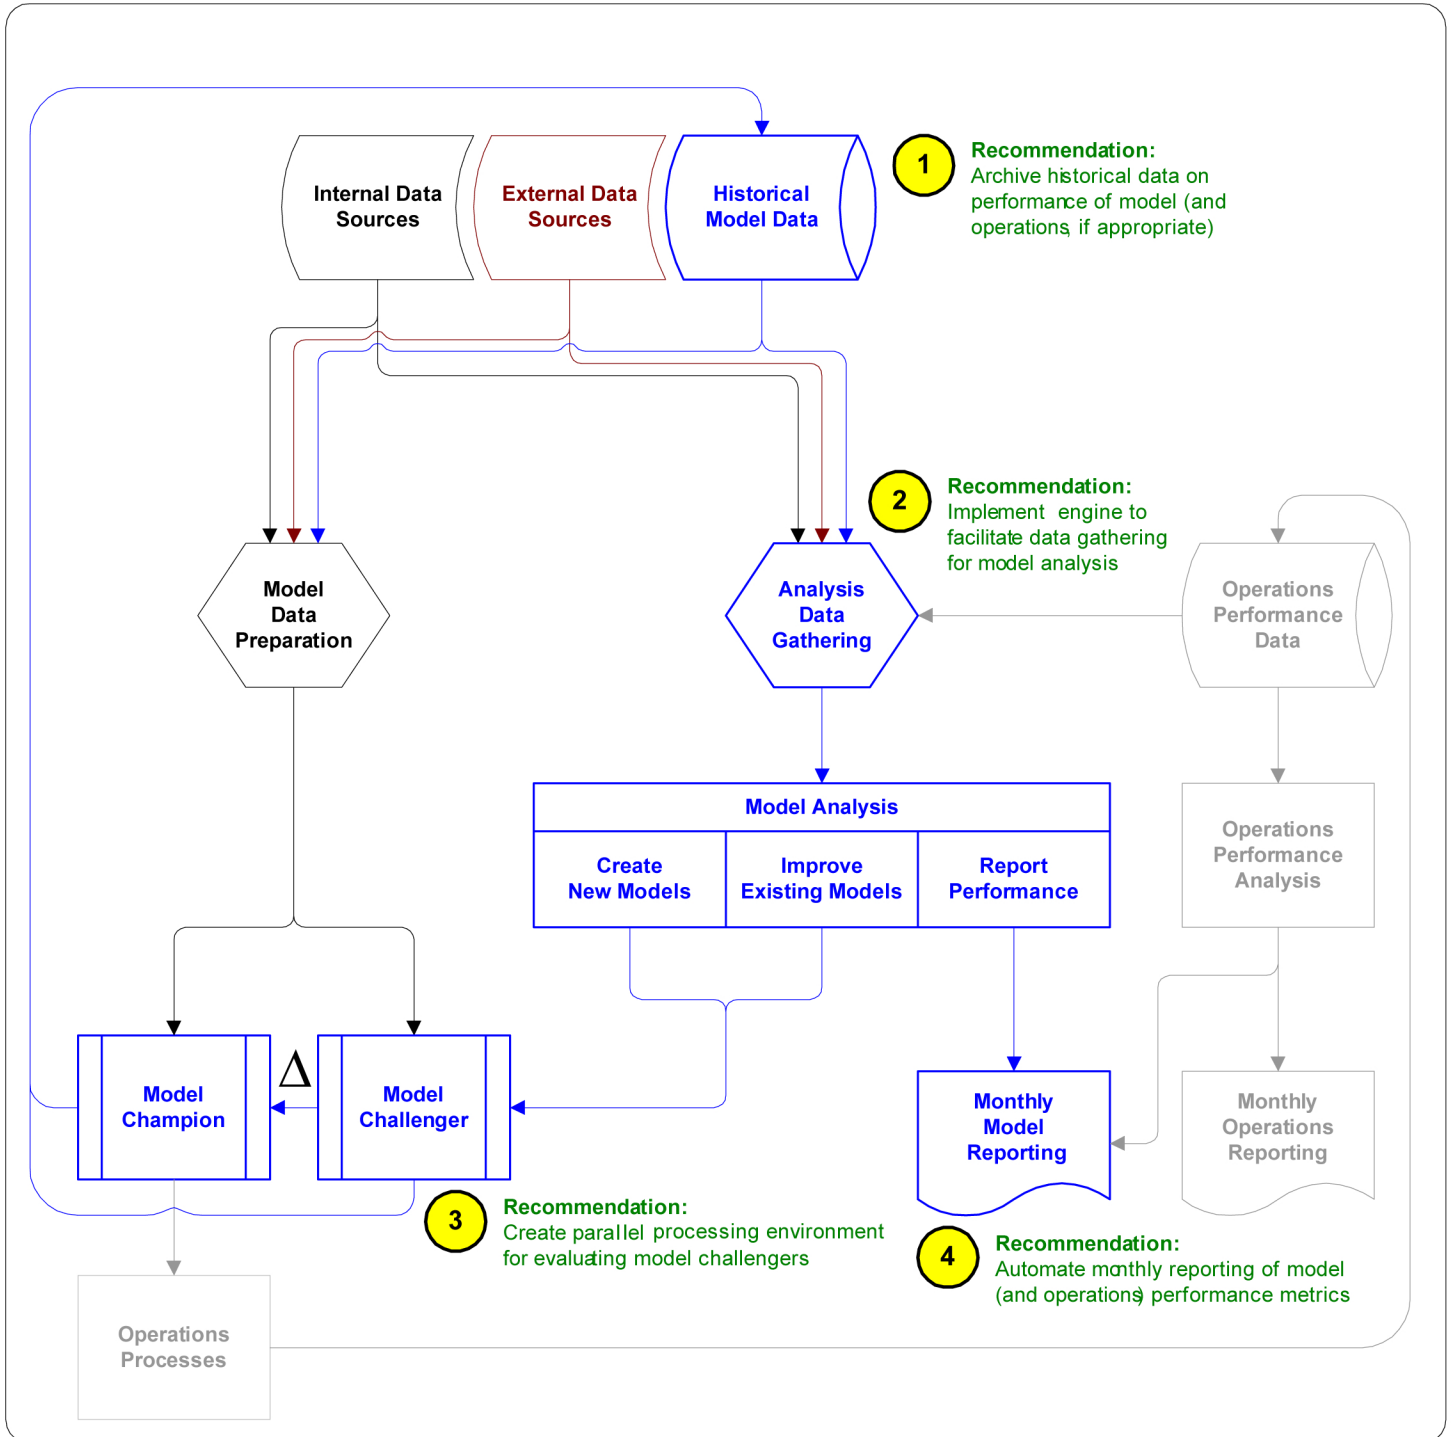 Internal Data
Sources
External Data
Sources
Historical
Model Data
1
Recommendation:
Archive historical data on
performance of model (and
operations, if appropriate)
2
Recommendation:
Implement engine to
facilitate data gathering
for model analysis
Model
Data
Preparation
Analysis
Data
Gathering
Operations
Performance
Data
Model Analysis
Create
New Models
Improve
Existing Models
Report
Performance
Operations
Performance
Analysis
Model
Champion
Δ
Model
Challenger
Monthly
Model
Reporting
Monthly
Operations
Reporting
3
Recommendation:
Create parallel processing environment
for evaluating model challengers
4
Recommendation:
Automate monthly reporting of model
(and operations) performance metrics
Operations
Processes